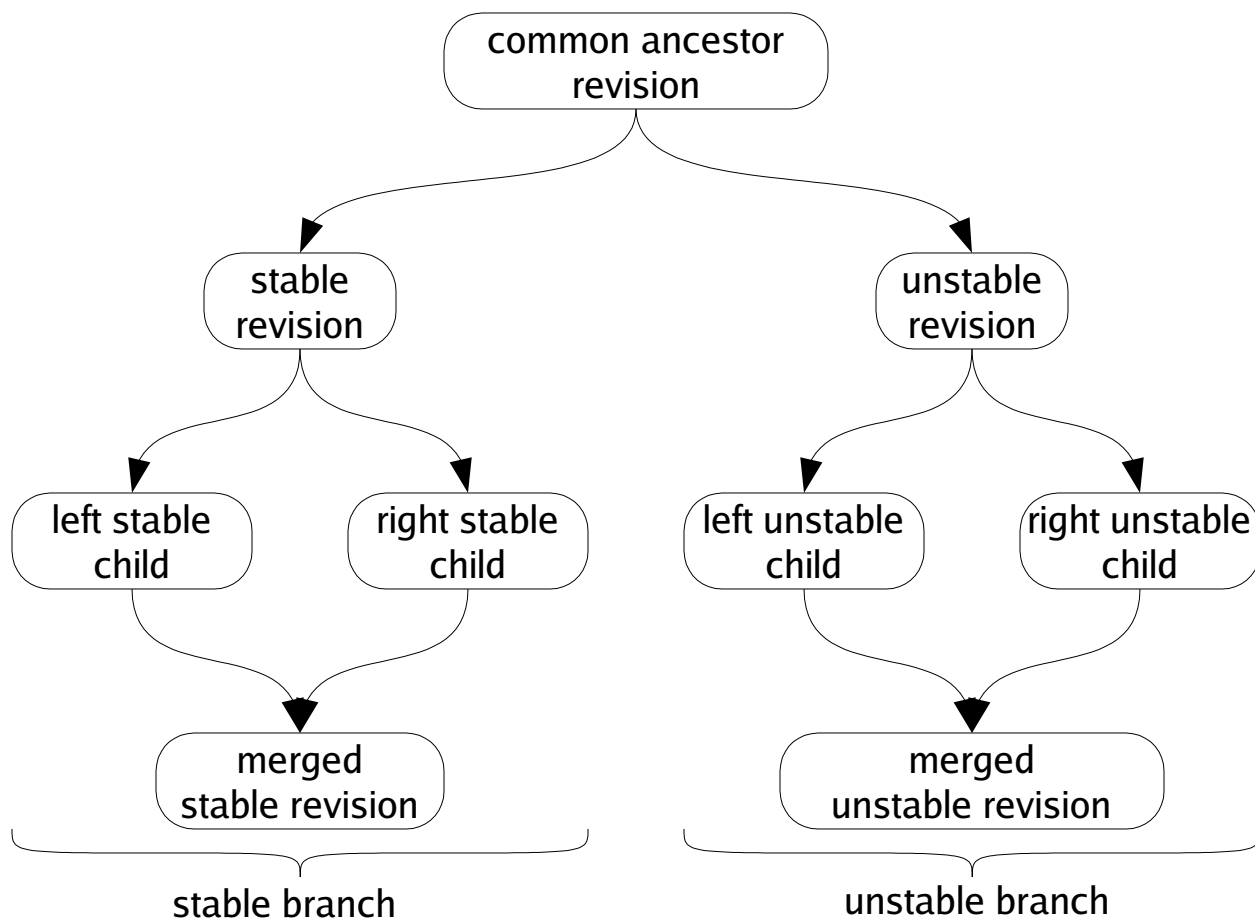 common ancestor
revision
stable
revision
unstable
revision
left stable
child
right stable
child
left unstable
child
right unstable
child
merged
stable revision
merged
unstable revision
stable branch
unstable branch